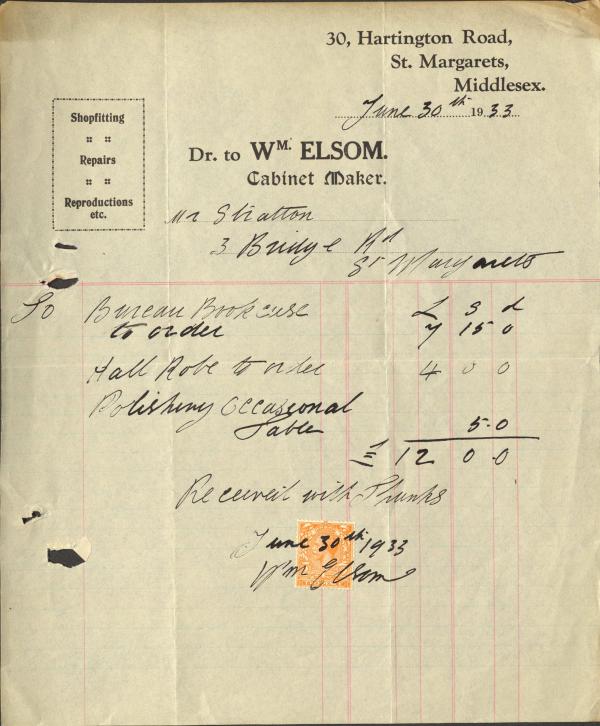 30, Hartington Road,
St. Margarets,
Middlesex.
June 30th 1933
Shopfitting
" "
Repairs
" "
Reproductions
etc.
Dr. to WM. ELSOM.
Cabinet Maker.
Mr Stratton
3 Bridge Rd
St Margarets
To Bureau Bookcase £ s d
to order 7 15 0
Hall Robe to order 4 0 0
Polishing Occassional
Table 5.0
£ 12 0 0
Received with Thanks
June 30th 1933
Wm Elsom